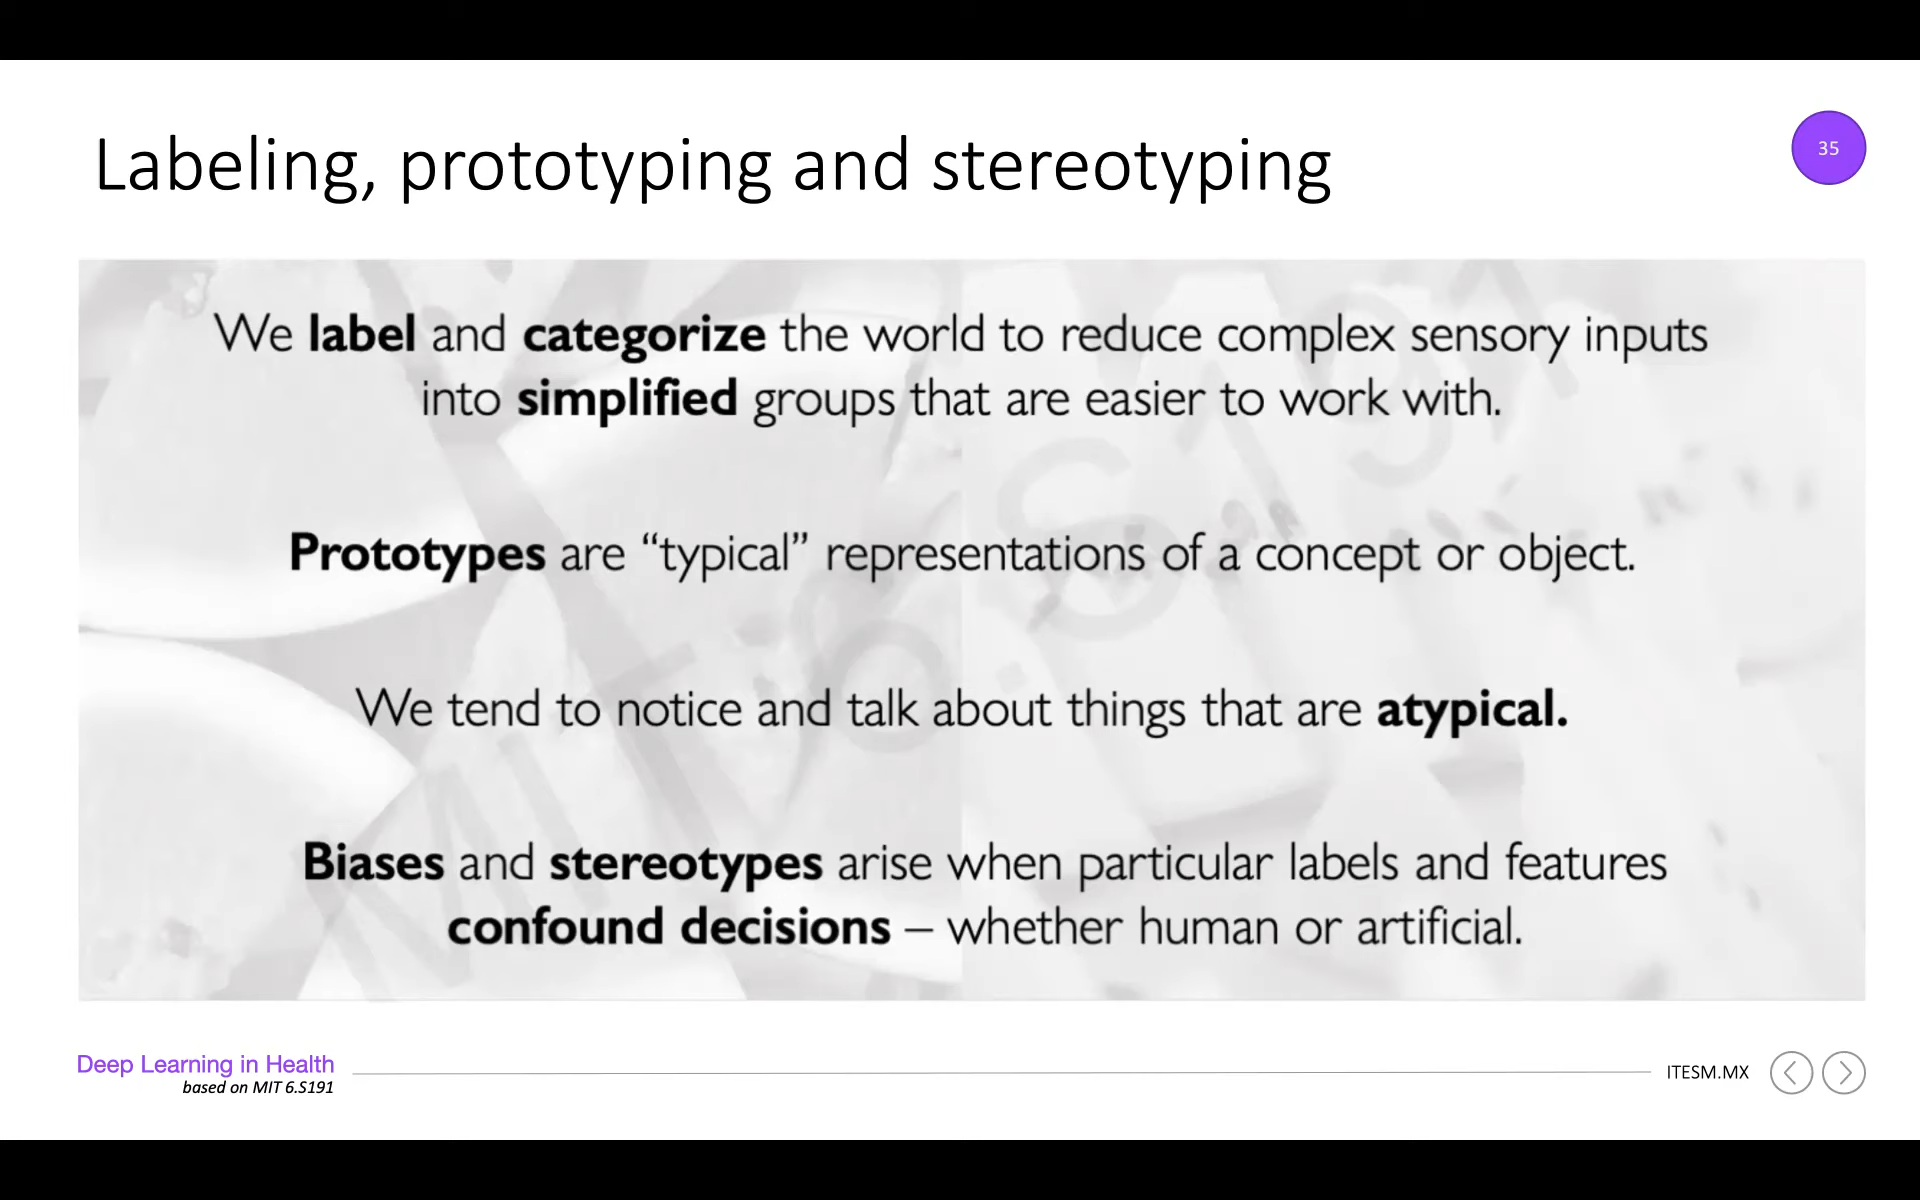 Labeling, prototyping and stereotyping
35
We label and categorize the world to reduce complex sensory inputs
into simplified groups that are easier to work with.
Prototypes are “typical” representations of a concept or object.
We tend to notice and talk about things that are atypical.
Biases and stereotypes arise when particular labels and features
confound decisions – whether human or artificial.
MIT 6.S191
Deep Learning in Health
based on MIT 6.S191
ITESM.MX